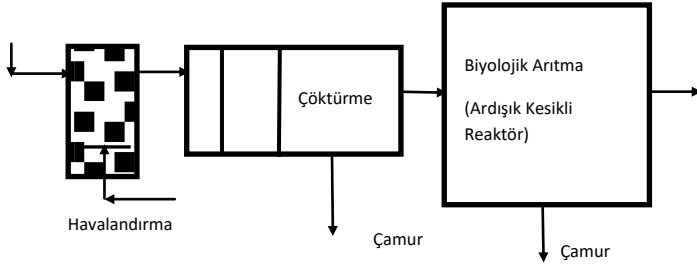 Biyolojik Arıtma
Çöktürme
(Ardışık Kesikli
Reaktör)
Havalandırma
Çamur
Çamur